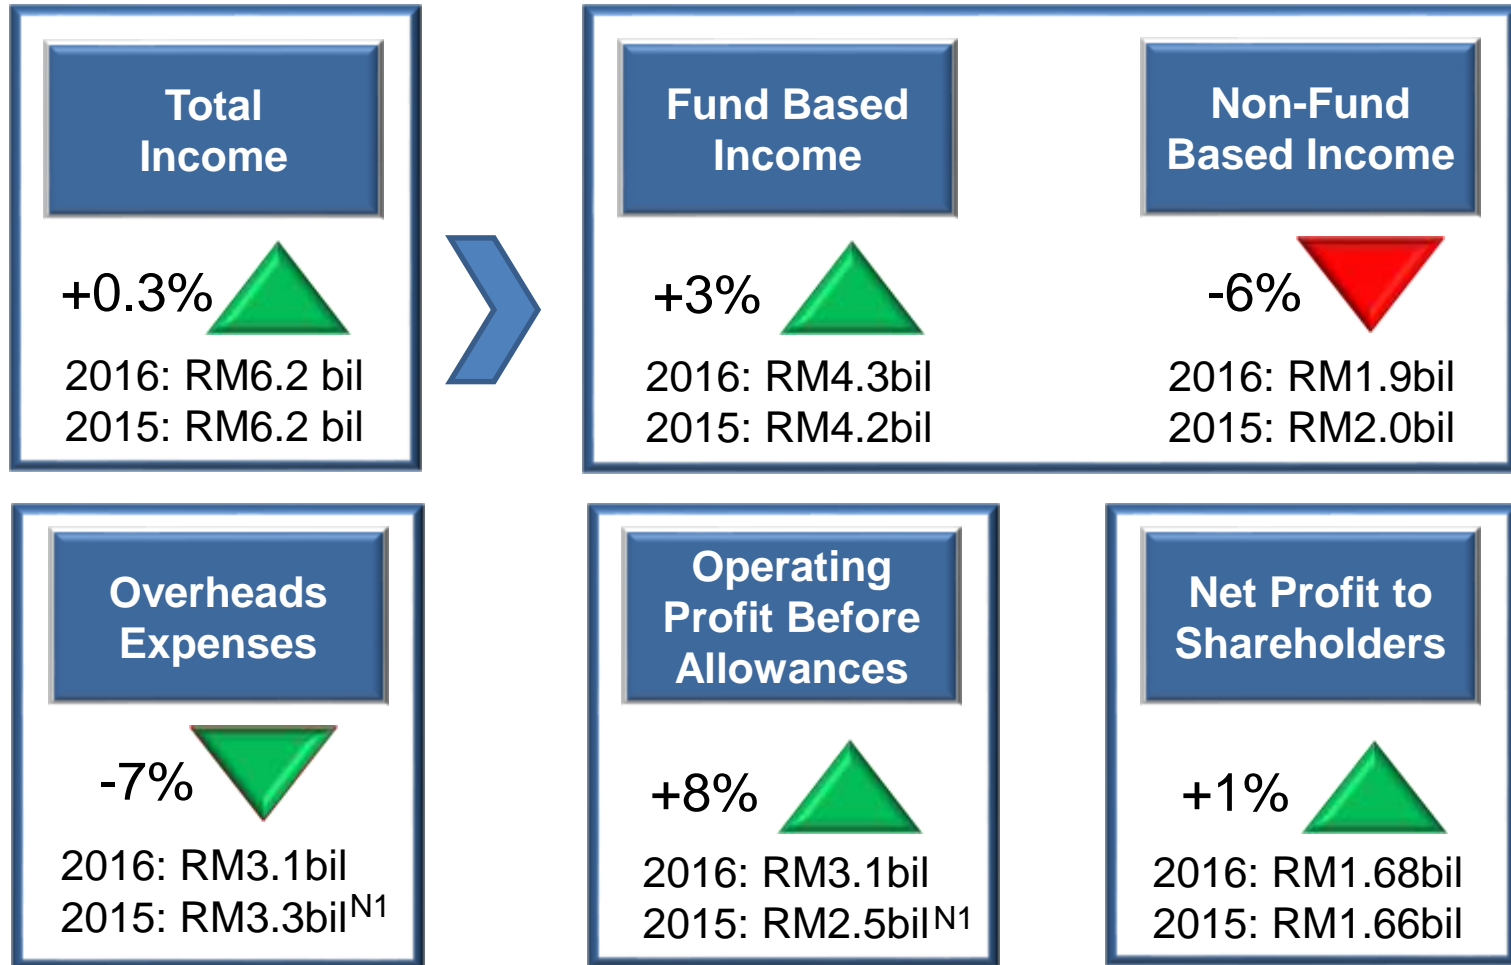 Total
Income
+0.3%
2016: RM6.2 bil
2015: RM6.2 bil
Fund Based
Income
+3%
2016: RM4.3bil
2015: RM4.2bil
Non-Fund
Based Income
-6%
2016: RM1.9bil
2015: RM2.0bil
Overheads
Expenses
-7%
2016: RM3.1bil
2015: RM3.3bilN1
Operating
Profit Before
Allowances
+8%
2016: RM3.1bil
2015: RM2.5bilN1
Net Profit to
Shareholders
+1%
2016: RM1.68bil
2015: RM1.66bil